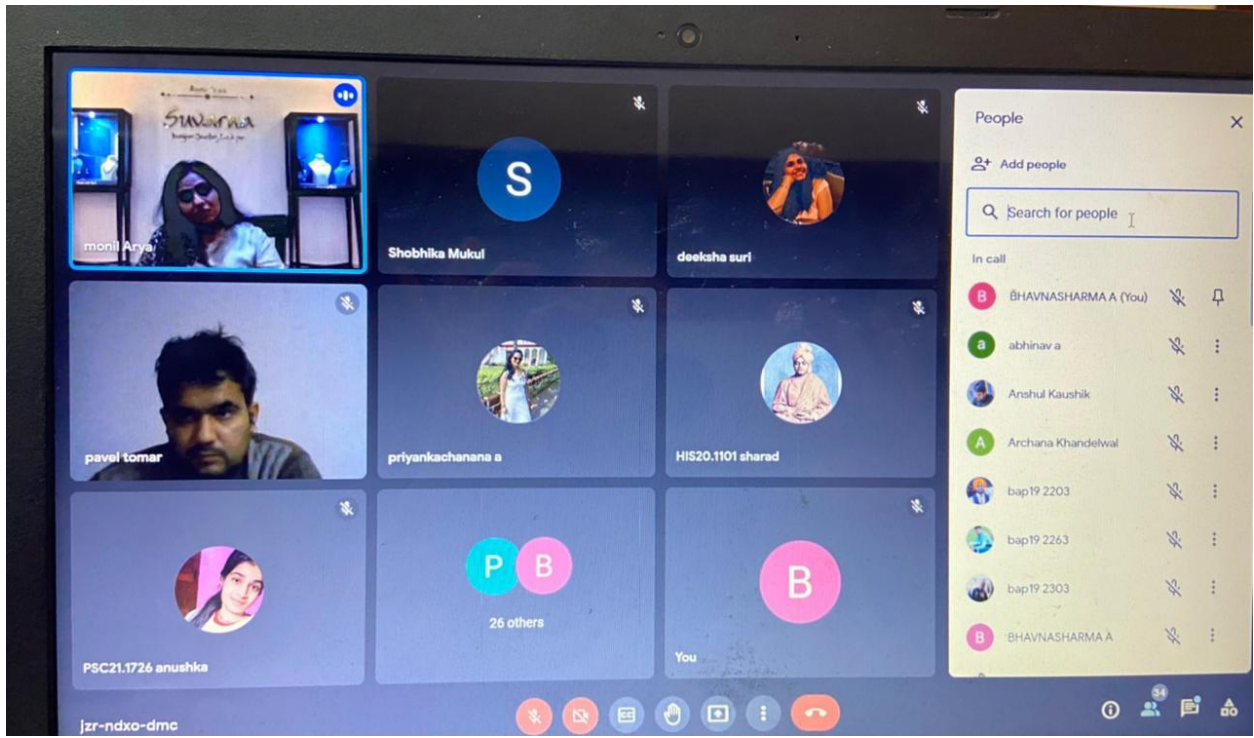 Suvarna
monil Arya
S
Shobhika Mukul
deeksha suri
pavel tomar
priyankachanana a
HIS20.1101 sharad
PSC21.1726 anushka
P B
26 others
B
You
jzr-ndxo-dmc
CC
People
Add people
Search for people
In call
B BHAVNASHARMA A (You)
a abhinav a
Anshul Kaushik
A Archana Khandelwal
bap19 2203
bap19 2263
bap19 2303
B BHAVNASHARMA A
34